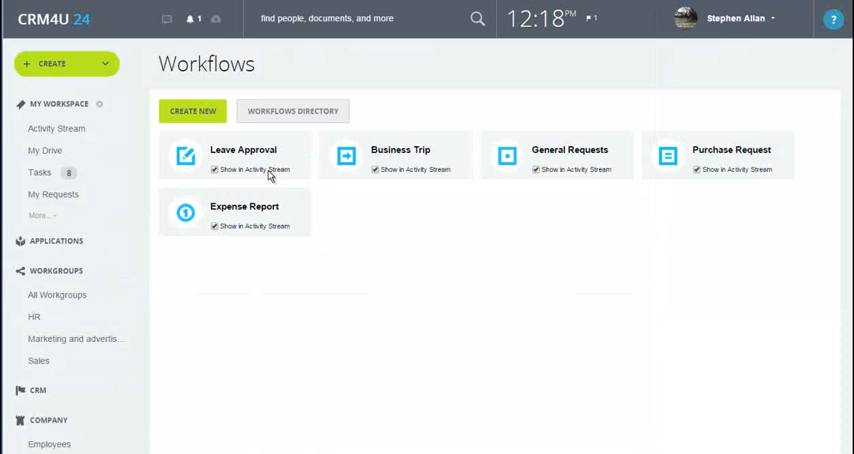 CRM4U 24
1
find people, documents, and more
12:18 PM
1
Stephen Allan
?
+ CREATE
MY WORKSPACE
Activity Stream
My Drive
Tasks 8
My Requests
More...
APPLICATIONS
WORKGROUPS
All Workgroups
HR
Marketing and advertis...
Sales
CRM
COMPANY
Employees
Workflows
CREATE NEW
WORKFLOWS DIRECTORY
Leave Approval
Show in Activity Stream
Business Trip
Show in Activity Stream
General Requests
Show in Activity Stream
Purchase Request
Show in Activity Stream
Expense Report
Show in Activity Stream